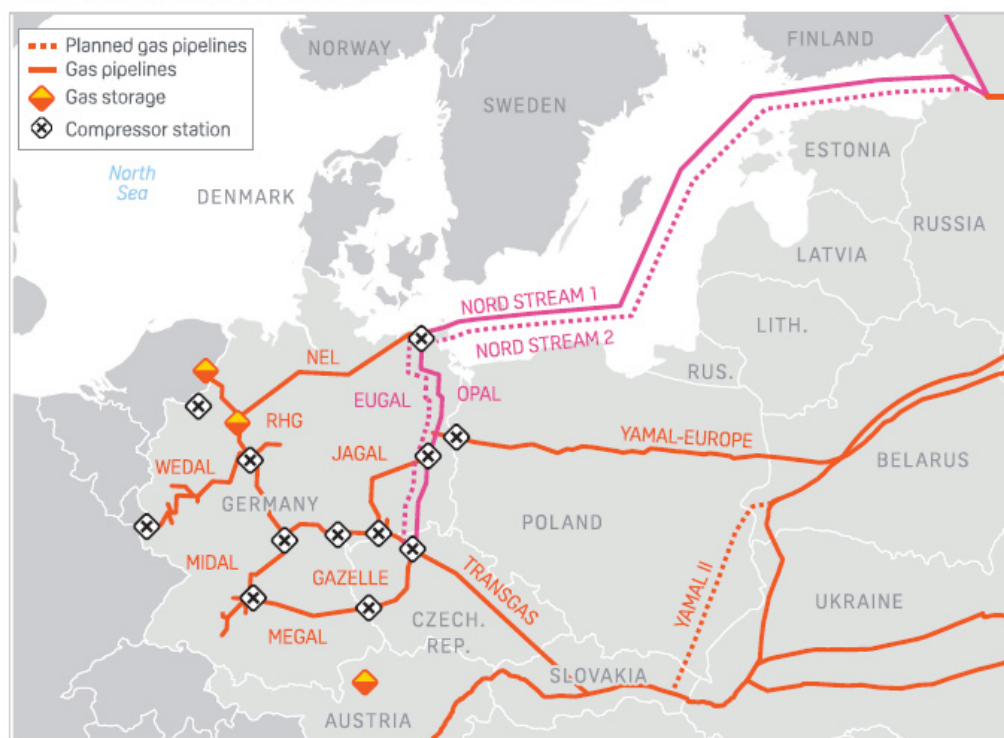 Planned gas pipelines
Gas pipelines
Gas storage
Compressor station
NORWAY
FINLAND
SWEDEN
North
Sea
DENMARK
ESTONIA
RUSSIA
LATVIA
NORD STREAM 1
NORD STREAM 2
LITH.
RUS.
NEL
EUGAL
OPAL
RHG
YAMAL-EUROPE
JAGAL
WEDAL
BELARUS
GERMANY
POLAND
MIDAL
GAZELLE
TRANSGAS
YAMAL II
UKRAINE
MEGAL
CZECH.
REP.
SLOVAKIA
AUSTRIA